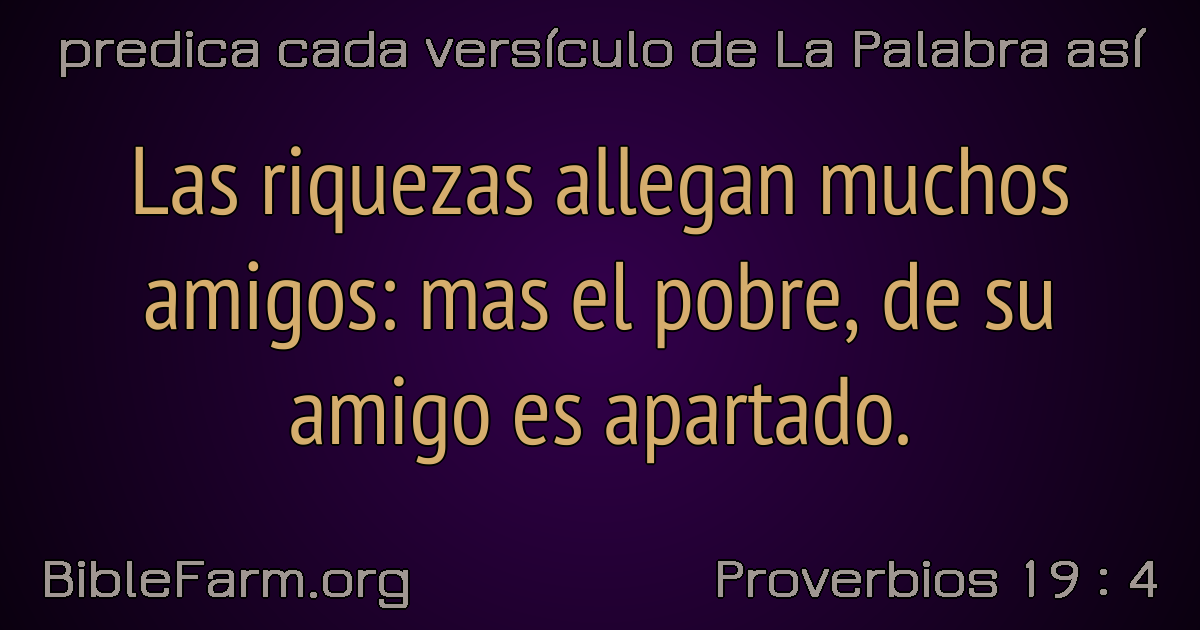 predica cada versículo de La Palabra así
Las riquezas allegan muchos
amigos: mas el pobre, de su
amigo es apartado.
BibleFarm.org
Proverbios 19 : 4